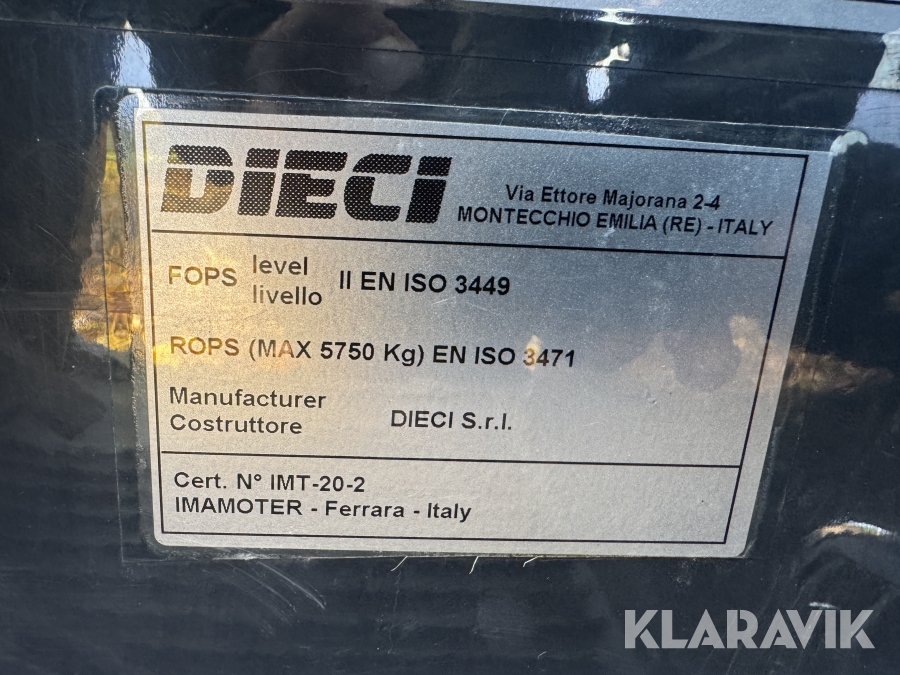 DIECI
Via Ettore Majorana 2-4
MONTECCHIO EMILIA (RE) - ITALY
FOPS level livello II EN ISO 3449
ROPS (MAX 5750 Kg) EN ISO 3471
Manufacturer
Costruttore DIECI S.r.l.
Cert. N° IMT-20-2
IMAMOTER - Ferrara - Italy
KLARAVIK